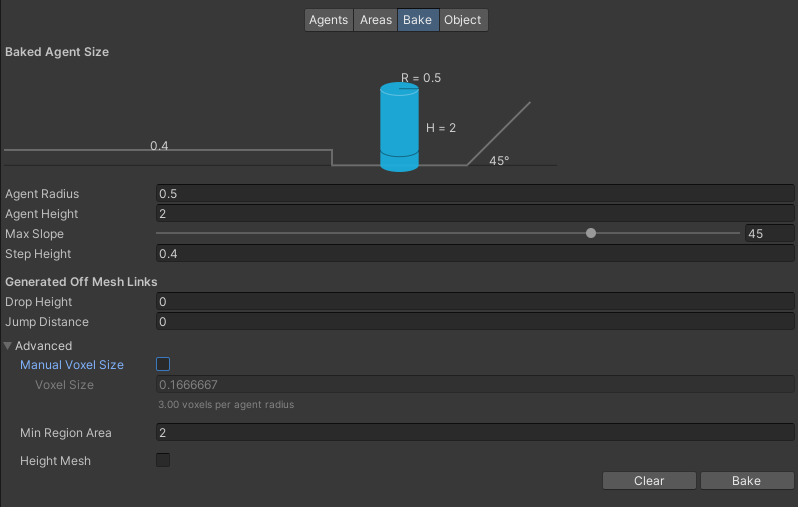 Agents Areas Bake Object
Baked Agent Size
R = 0.5
H = 2
0.4
45°
Agent Radius 0.5
Agent Height 2
Max Slope 45
Step Height 0.4
Generated Off Mesh Links
Drop Height 0
Jump Distance 0
Advanced
Manual Voxel Size
Voxel Size 0.1666667
3.00 voxels per agent radius
Min Region Area 2
Height Mesh
Clear Bake